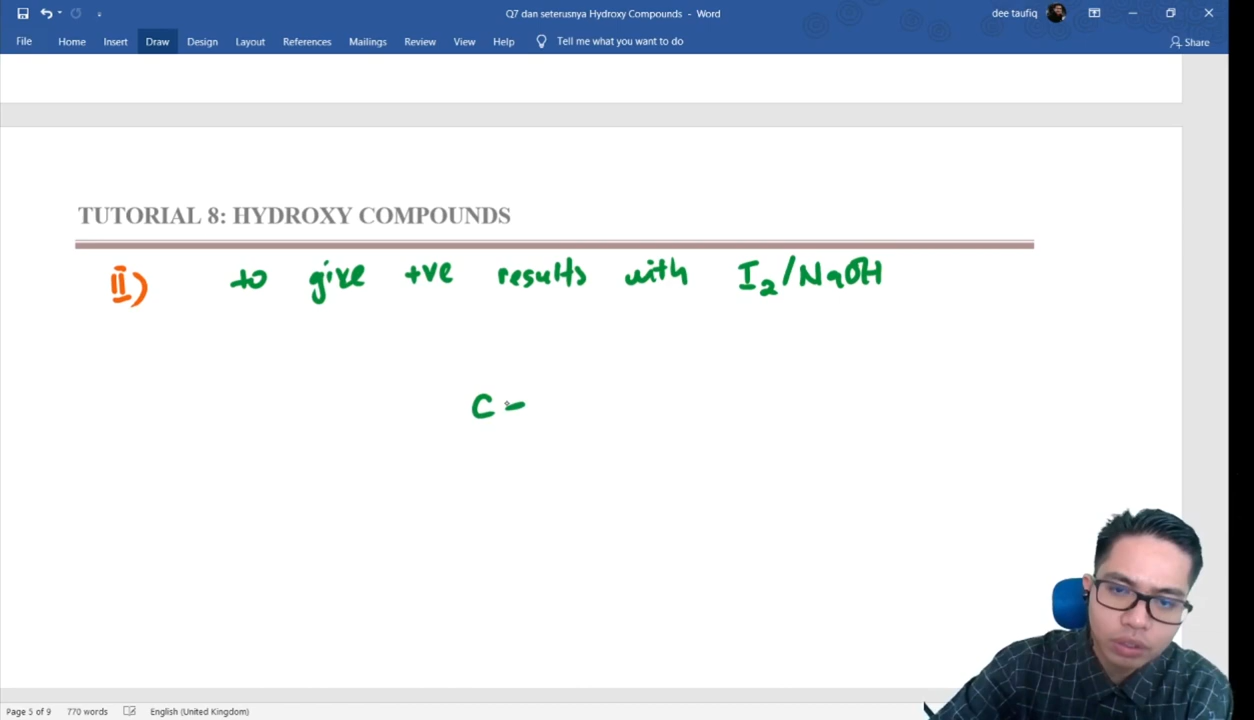 Q7 dan seterusnya Hydroxy Compounds - Word
dee taufiq
File Home Insert Draw Design Layout References Mailings Review View Help Tell me what you want to do Share
TUTORIAL 8: HYDROXY COMPOUNDS
II) to give +ve results with I₂/NaOH
C -
Page 5 of 9 770 words English (United Kingdom)